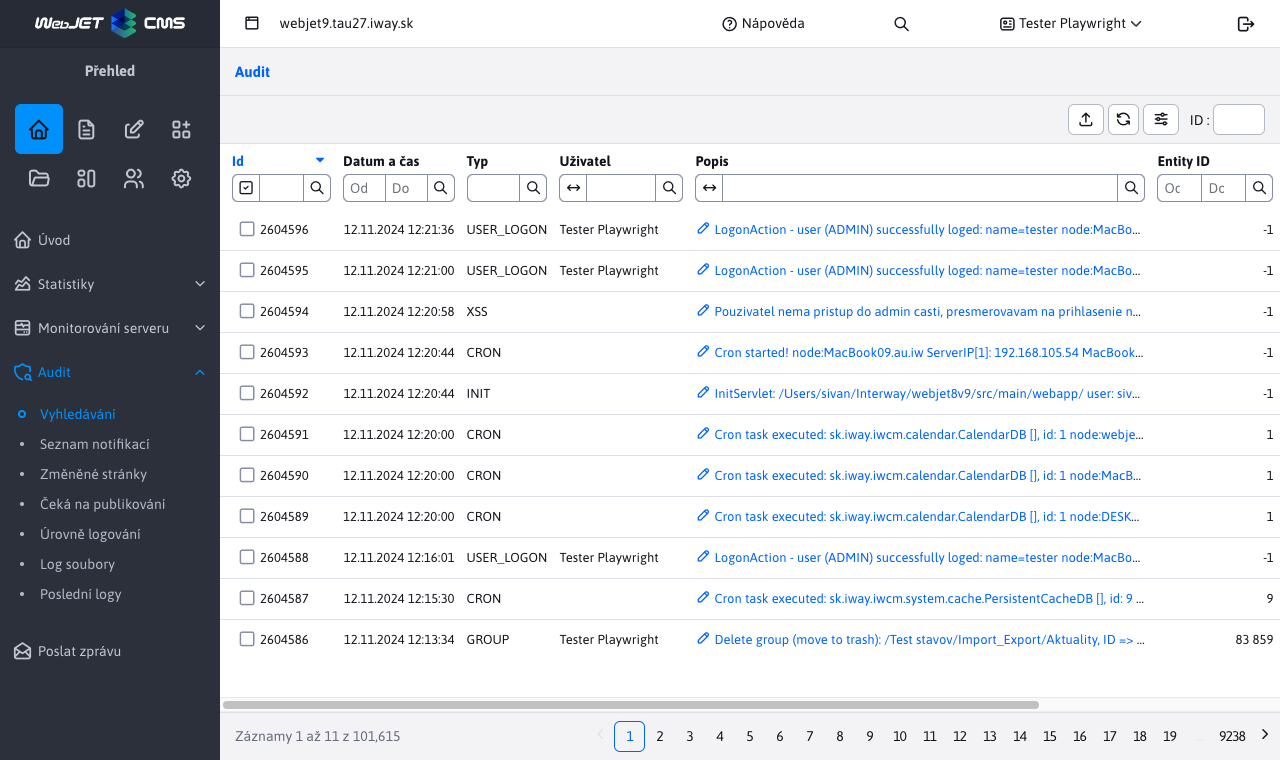 WebJET CMS
webjet9.tau27.iway.sk
Nápověda
Tester Playwright
Přehled
Úvod
Statistiky
Monitorování serveru
Audit
Vyhledávání
Seznam notifikací
Změněné stránky
Čeká na publikování
Úrovně logování
Log soubory
Poslední logy
Poslat zprávu
Audit
ID :
Id Datum a čas Typ Uživatel Popis Entity ID
Od Do Od Do
2604596 12.11.2024 12:21:36 USER_LOGON Tester Playwright LogonAction - user (ADMIN) successfully loged: name=tester node:MacBo... -1
2604595 12.11.2024 12:21:00 USER_LOGON Tester Playwright LogonAction - user (ADMIN) successfully loged: name=tester node:MacBo... -1
2604594 12.11.2024 12:20:58 XSS Pouzivatel nema pristup do admin casti, presmerovavam na prihlasenie n... -1
2604593 12.11.2024 12:20:44 CRON Cron started! node:MacBook09.au.iw ServerIP[1]: 192.168.105.54 MacBook... -1
2604592 12.11.2024 12:20:44 INIT InitServlet: /Users/sivan/Interway/webjet8v9/src/main/webapp/ user: siv... -1
2604591 12.11.2024 12:20:00 CRON Cron task executed: sk.iway.iwcm.calendar.CalendarDB [], id: 1 node:webje... 1
2604590 12.11.2024 12:20:00 CRON Cron task executed: sk.iway.iwcm.calendar.CalendarDB [], id: 1 node:MacB... 1
2604589 12.11.2024 12:20:00 CRON Cron task executed: sk.iway.iwcm.calendar.CalendarDB [], id: 1 node:DESK... 1
2604588 12.11.2024 12:16:01 USER_LOGON Tester Playwright LogonAction - user (ADMIN) successfully loged: name=tester node:MacBo... -1
2604587 12.11.2024 12:15:30 CRON Cron task executed: sk.iway.iwcm.system.cache.PersistentCacheDB [], id: 9 ... 9
2604586 12.11.2024 12:13:34 GROUP Tester Playwright Delete group (move to trash): /Test stavov/Import_Export/Aktuality, ID => ... 83 859
Záznamy 1 až 11 z 101,615
1 2 3 4 5 6 7 8 9 10 11 12 13 14 15 16 17 18 19 ... 9238